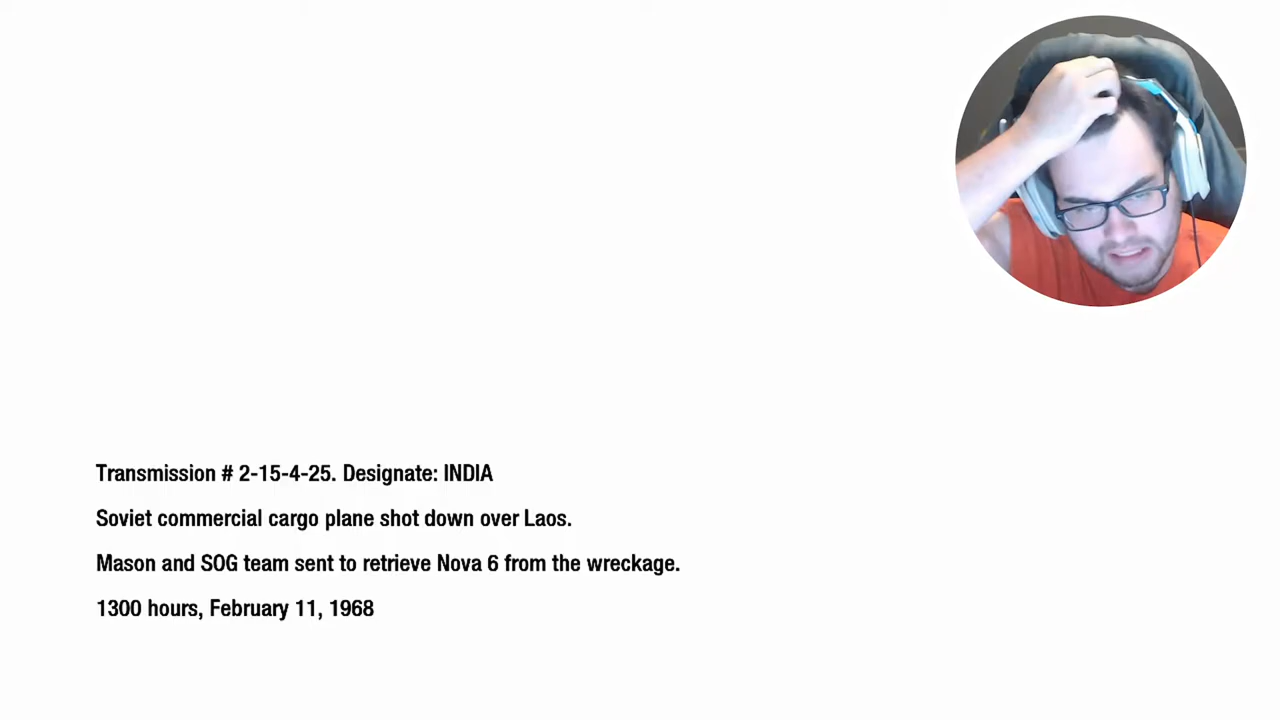 Transmission # 2-15-4-25. Designate: INDIA
Soviet commercial cargo plane shot down over Laos.
Mason and SOG team sent to retrieve Nova 6 from the wreckage.
1300 hours, February 11, 1968